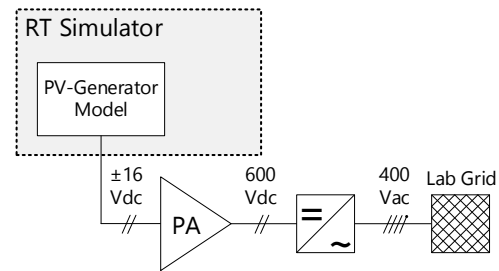 RT Simulator
PV-Generator
Model
±16
Vdc
PA
600
Vdc
=
~
400
Vac
Lab Grid